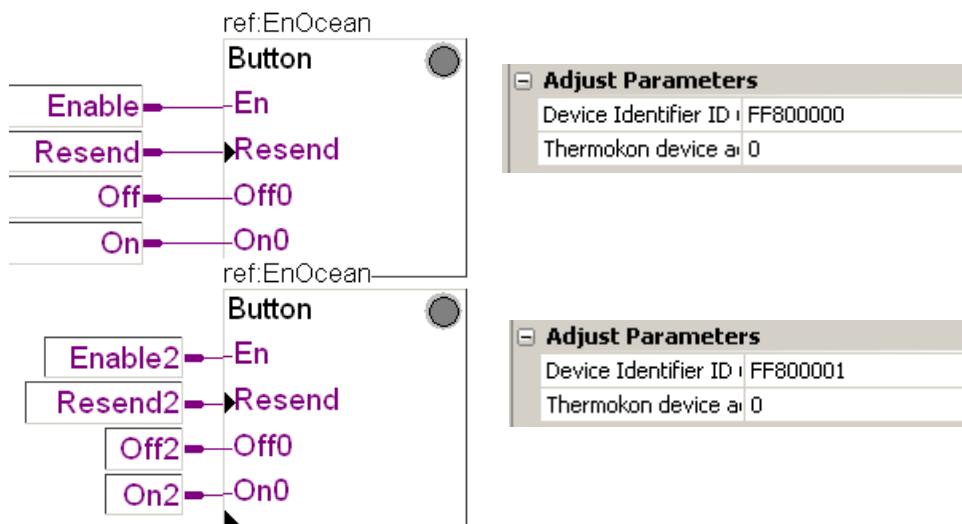 ref:EnOcean
Button
Enable En
Resend Resend
Off Off0
On On0
Adjust Parameters
Device Identifier ID FF800000
Thermokon device 0
ref:EnOcean
Button
Enable2 En
Resend2 Resend
Off2 Off0
On2 On0
Adjust Parameters
Device Identifier ID FF800001
Thermokon device 0